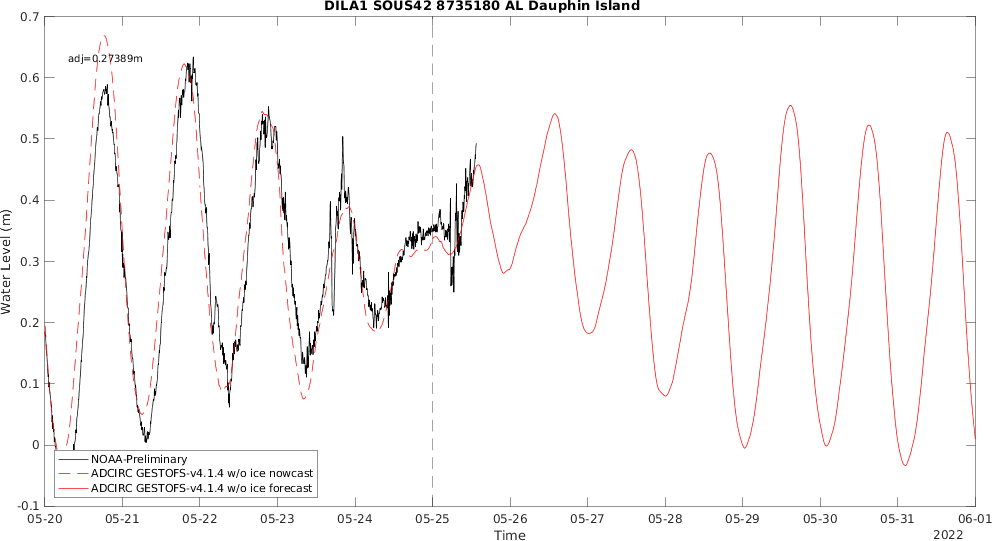 DILA1 SOUS42 8735180 AL Dauphin Island
adj=0.27389m
Water Level (m)
0.7
0.6
0.5
0.4
0.3
0.2
0.1
0
-0.1
NOAA-Preliminary
ADCIRC GESTOFS-v4.1.4 w/o ice nowcast
ADCIRC GESTOFS-v4.1.4 w/o ice forecast
05-20 05-21 05-22 05-23 05-24 05-25 05-26 05-27 05-28 05-29 05-30 05-31 06-01
Time
2022